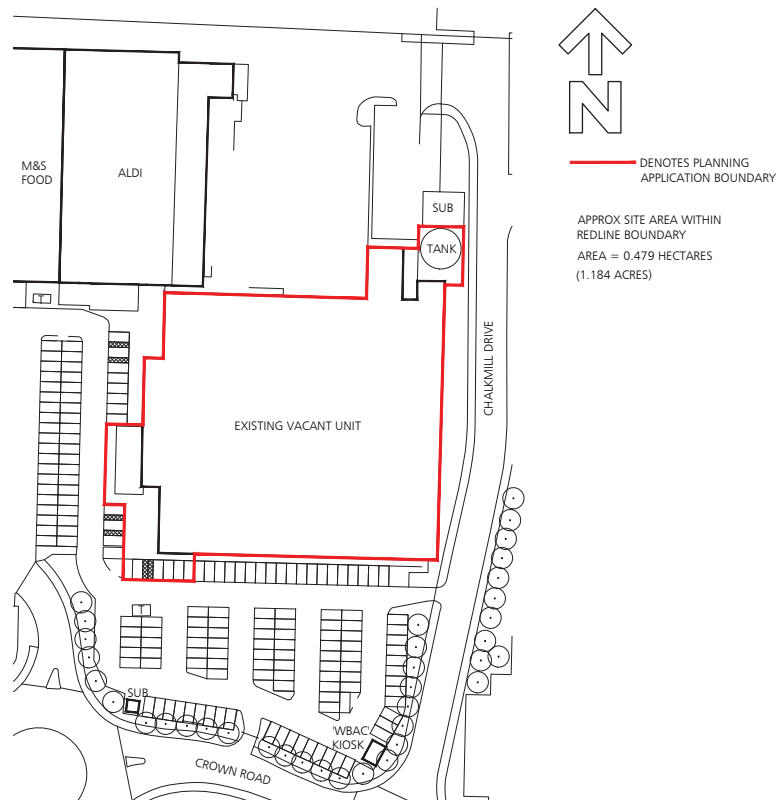 N
M&S
FOOD
ALDI
SUB
TANK
DENOTES PLANNING
APPLICATION BOUNDARY
APPROX SITE AREA WITHIN
REDLINE BOUNDARY
AREA = 0.479 HECTARES
(1.184 ACRES)
CHALKMILL DRIVE
EXISTING VACANT UNIT
T
T
SUB
'WBAC'
KIOSK
CROWN ROAD